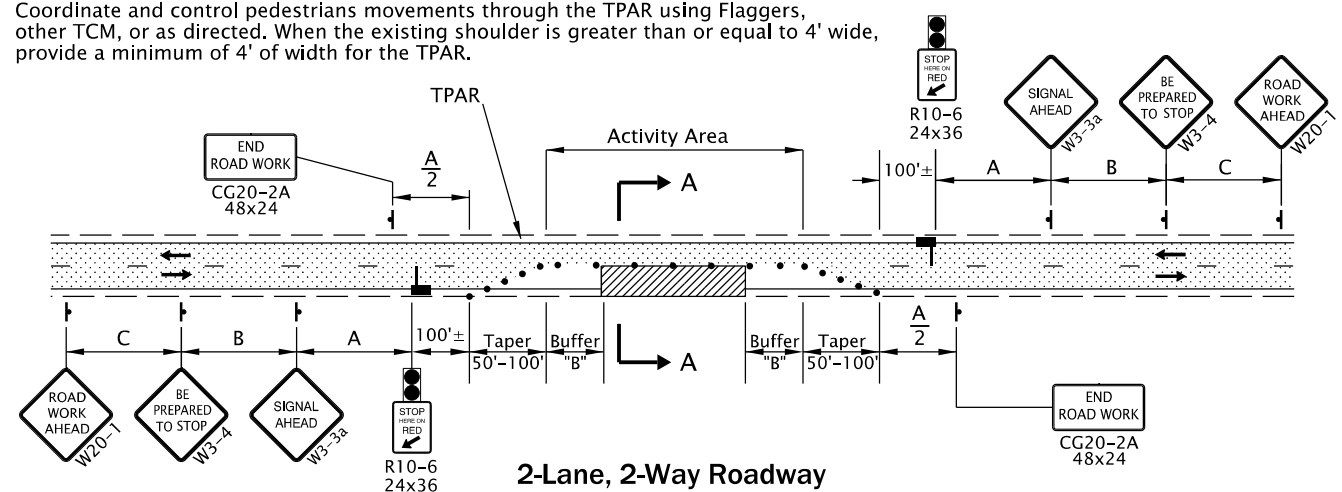 Coordinate and control pedestrians movements through the TPAR using Flaggers,
other TCM, or as directed. When the existing shoulder is greater than or equal to 4' wide,
provide a minimum of 4' of width for the TPAR.
TPAR
END
ROAD WORK
CG20-2A
48x24
A
2
Activity Area
A
STOP
HERE ON
RED
R10-6
24x36
SIGNAL
AHEAD
W3-3a
BE
PREPARED
TO STOP
W3-4
ROAD
WORK
AHEAD
W20-1
100'±
A
B
C
C
B
A
100'±
Taper
50'-100'
Buffer
"B"
A
Buffer
"B"
Taper
50'-100'
A
2
ROAD
WORK
AHEAD
W20-1
BE
PREPARED
TO STOP
W3-4
SIGNAL
AHEAD
W3-3a
STOP
HERE ON
RED
R10-6
24x36
END
ROAD WORK
CG20-2A
48x24
2-Lane, 2-Way Roadway